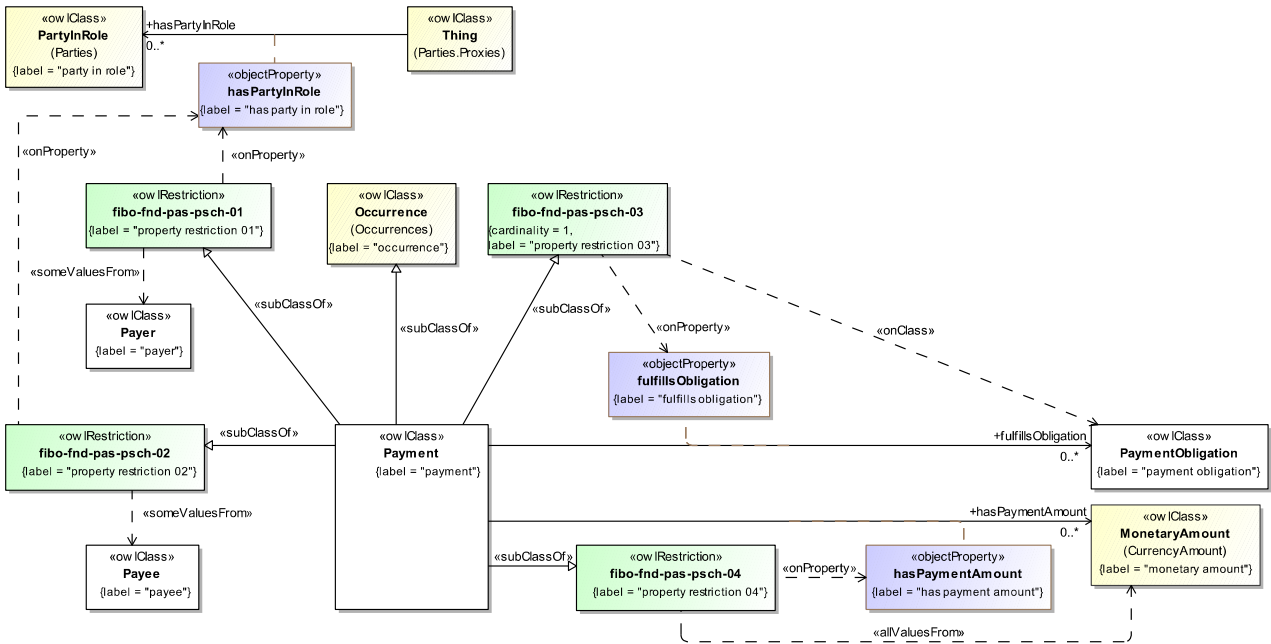 «owlClass»
PartyInRole
(Parties)
{label = "party in role"}
+hasPartyInRole
0..*
«owlClass»
Thing
(Parties.Proxies)
«objectProperty»
hasPartyInRole
{label = "has party in role"}
«onProperty»
«onProperty»
«owlRestriction»
fibo-fnd-pas-psch-01
{label = "property restriction 01"}
«owlClass»
Occurrence
(Occurrences)
{label = "occurrence"}
«owlRestriction»
fibo-fnd-pas-psch-03
{cardinality = 1,
label = "property restriction 03"}
«someValuesFrom»
«subClassOf»
«subClassOf»
«subClassOf»
«onProperty»
«onClass»
«owlClass»
Payer
{label = "payer"}
«objectProperty»
fulfillsObligation
{label = "fulfills obligation"}
«owlRestriction»
fibo-fnd-pas-psch-02
{label = "property restriction 02"}
«subClassOf»
«owlClass»
Payment
{label = "payment"}
+fulfillsObligation
0..*
«owlClass»
PaymentObligation
{label = "payment obligation"}
«someValuesFrom»
+hasPaymentAmount
0..*
«owlClass»
MonetaryAmount
(CurrencyAmount)
{label = "monetary amount"}
«owlClass»
Payee
{label = "payee"}
«subClassOf»
«owlRestriction»
fibo-fnd-pas-psch-04
{label = "property restriction 04"}
«onProperty»
«objectProperty»
hasPaymentAmount
{label = "has payment amount"}
«allValuesFrom»